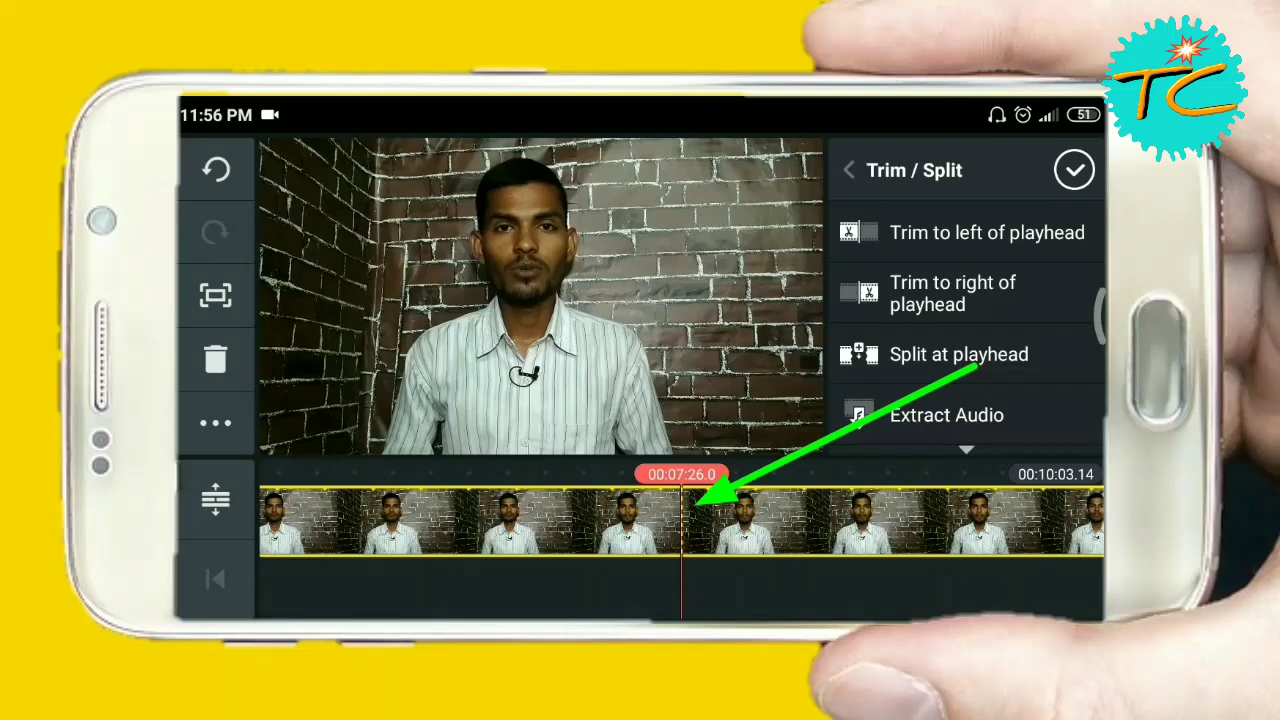 TC
11:56 PM
51
Trim / Split
Trim to left of playhead
Trim to right of
playhead
Split at playhead
Extract Audio
00:07:26.0
00:10:03.14